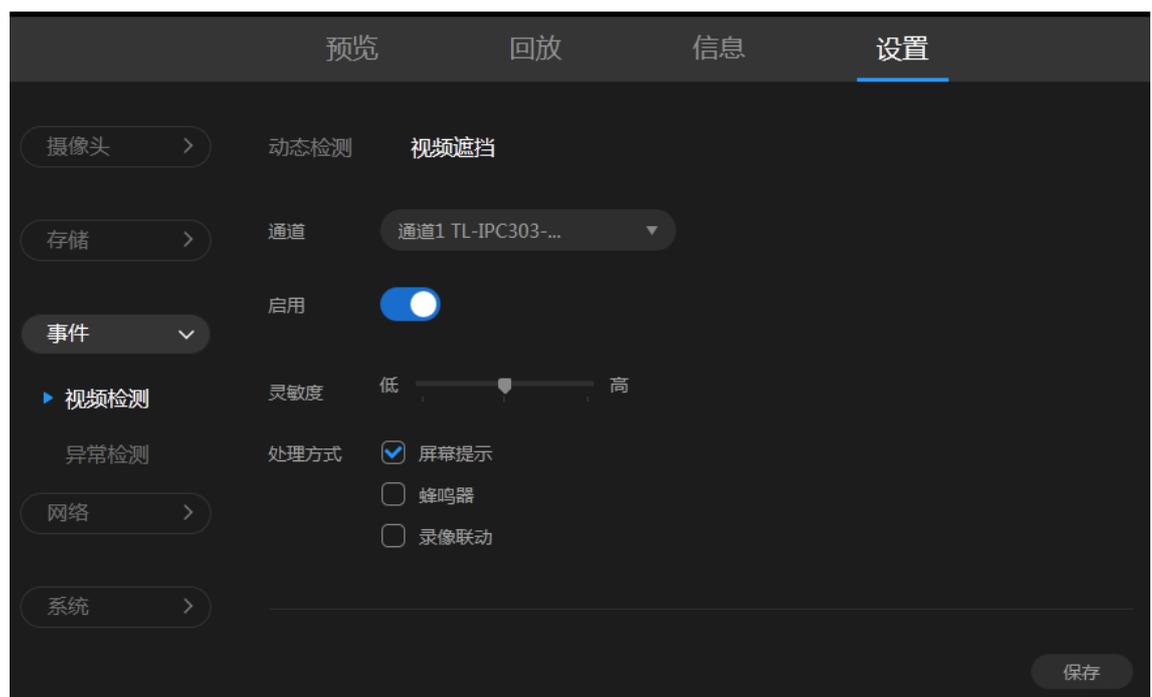 预览 回放 信息 设置
摄像头
存储
事件
视频检测
异常检测
网络
系统
动态检测 视频遮挡
通道 通道1 TL-IPC303-...
启用
灵敏度 低 高
处理方式 屏幕提示
蜂鸣器
录像联动
保存